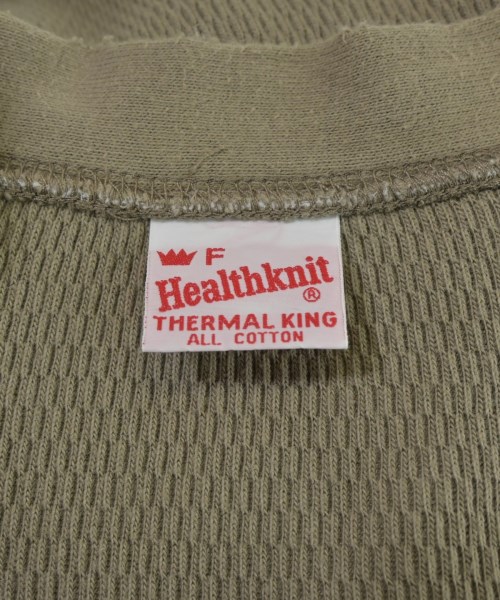 F
Healthknit ®
THERMAL KING
ALL COTTON